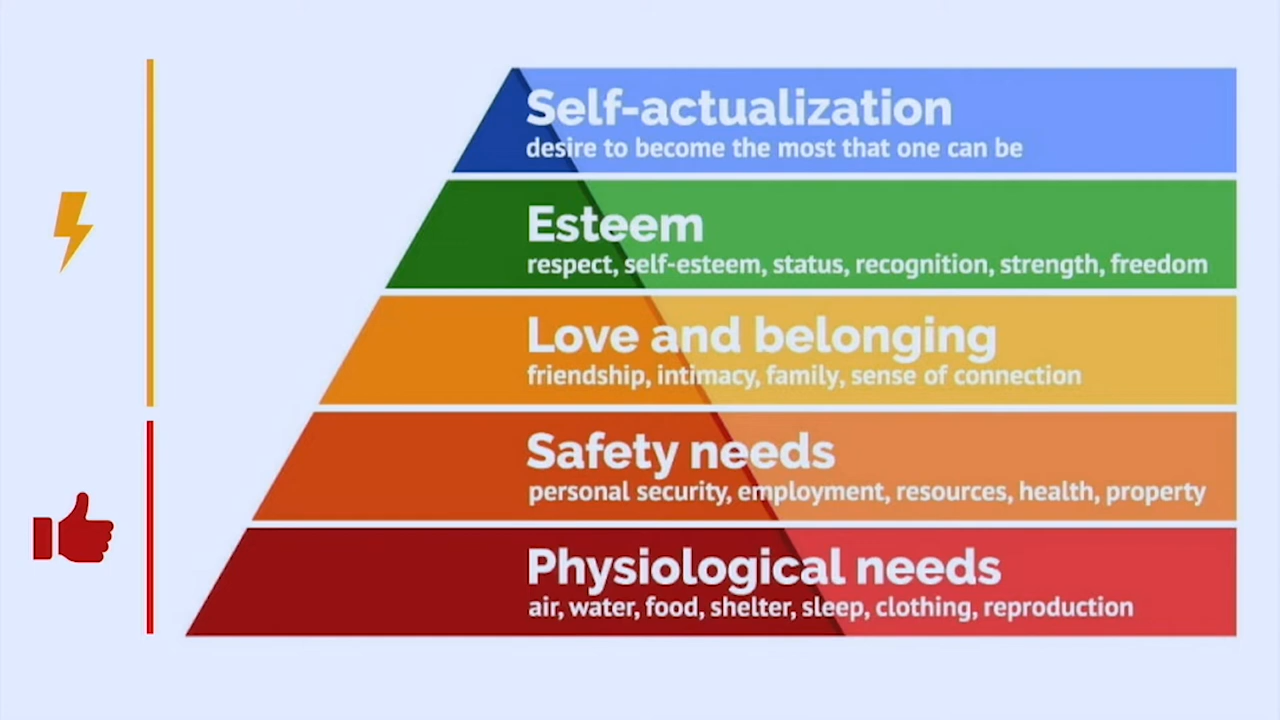 Self-actualization
desire to become the most that one can be
Esteem
respect, self-esteem, status, recognition, strength, freedom
Love and belonging
friendship, intimacy, family, sense of connection
Safety needs
personal security, employment, resources, health, property
Physiological needs
air, water, food, shelter, sleep, clothing, reproduction